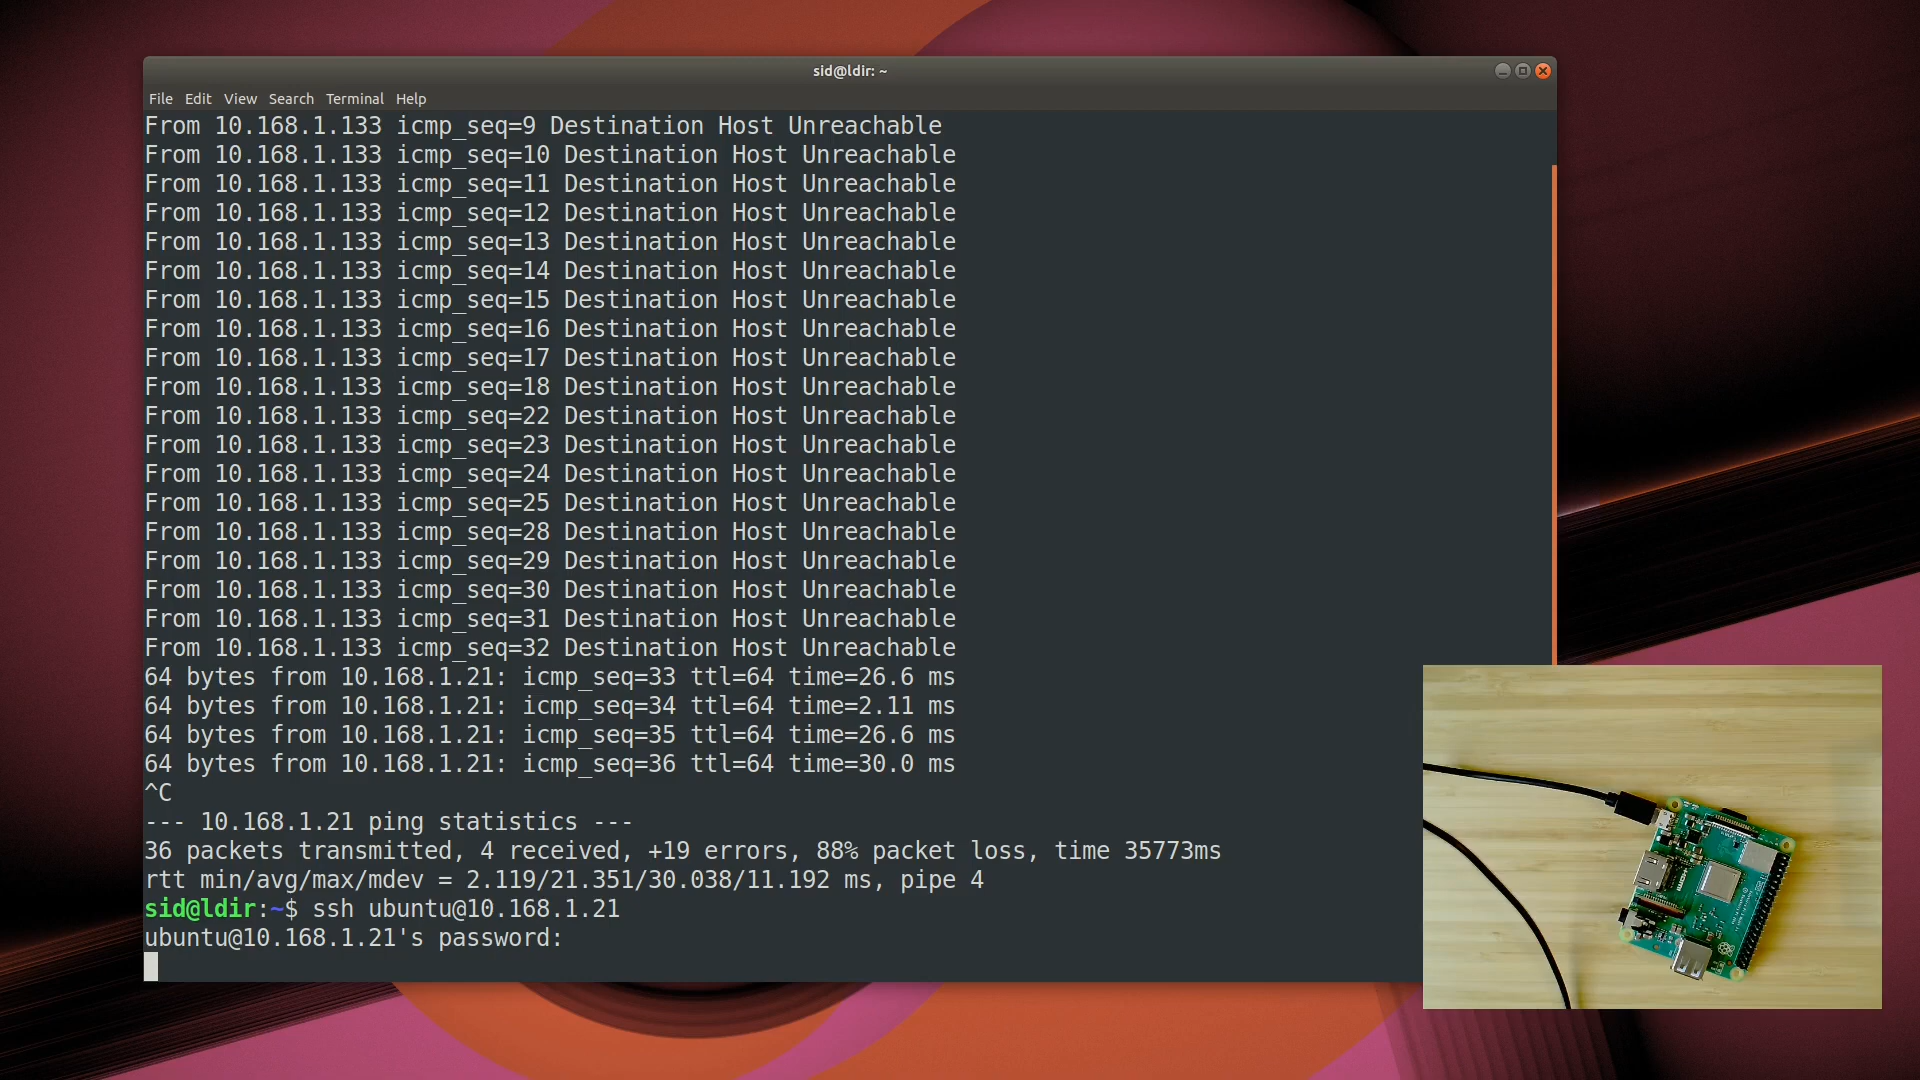 sid@ldir: ~
File Edit View Search Terminal Help
From 10.168.1.133 icmp_seq=9 Destination Host Unreachable
From 10.168.1.133 icmp_seq=10 Destination Host Unreachable
From 10.168.1.133 icmp_seq=11 Destination Host Unreachable
From 10.168.1.133 icmp_seq=12 Destination Host Unreachable
From 10.168.1.133 icmp_seq=13 Destination Host Unreachable
From 10.168.1.133 icmp_seq=14 Destination Host Unreachable
From 10.168.1.133 icmp_seq=15 Destination Host Unreachable
From 10.168.1.133 icmp_seq=16 Destination Host Unreachable
From 10.168.1.133 icmp_seq=17 Destination Host Unreachable
From 10.168.1.133 icmp_seq=18 Destination Host Unreachable
From 10.168.1.133 icmp_seq=22 Destination Host Unreachable
From 10.168.1.133 icmp_seq=23 Destination Host Unreachable
From 10.168.1.133 icmp_seq=24 Destination Host Unreachable
From 10.168.1.133 icmp_seq=25 Destination Host Unreachable
From 10.168.1.133 icmp_seq=28 Destination Host Unreachable
From 10.168.1.133 icmp_seq=29 Destination Host Unreachable
From 10.168.1.133 icmp_seq=30 Destination Host Unreachable
From 10.168.1.133 icmp_seq=31 Destination Host Unreachable
From 10.168.1.133 icmp_seq=32 Destination Host Unreachable
64 bytes from 10.168.1.21: icmp_seq=33 ttl=64 time=26.6 ms
64 bytes from 10.168.1.21: icmp_seq=34 ttl=64 time=2.11 ms
64 bytes from 10.168.1.21: icmp_seq=35 ttl=64 time=26.6 ms
64 bytes from 10.168.1.21: icmp_seq=36 ttl=64 time=30.0 ms
^C
--- 10.168.1.21 ping statistics ---
36 packets transmitted, 4 received, +19 errors, 88% packet loss, time 35773ms
rtt min/avg/max/mdev = 2.119/21.351/30.038/11.192 ms, pipe 4
sid@ldir:~$ ssh ubuntu@10.168.1.21
ubuntu@10.168.1.21's password: